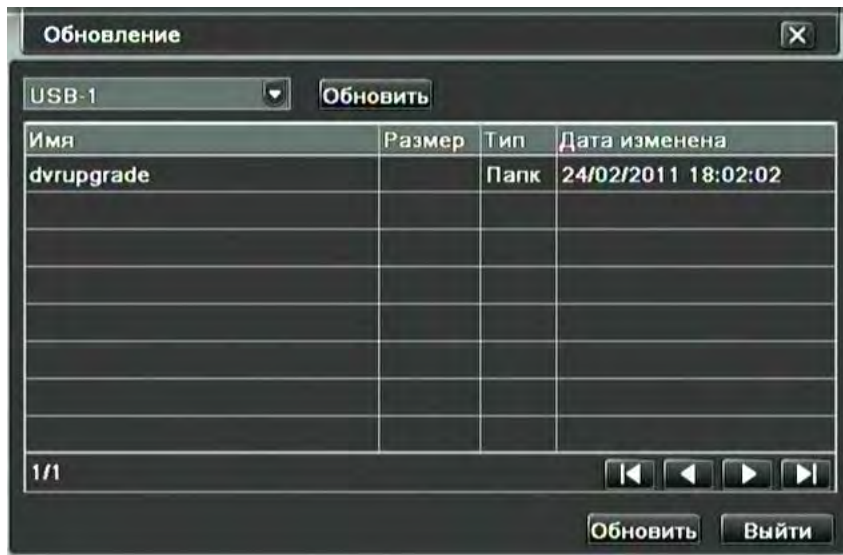 Обновление
USB-1 Обновить
Имя Размер Тип Дата изменена
dvrupgrade Папк 24/02/2011 18:02:02
1/1
Обновить Выйти